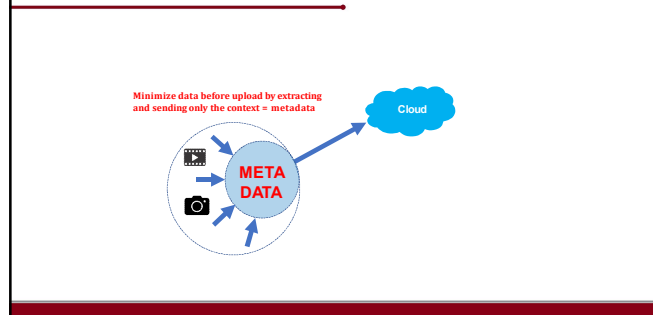 Minimize data before upload by extracting
and sending only the context = metadata
Cloud
META
DATA